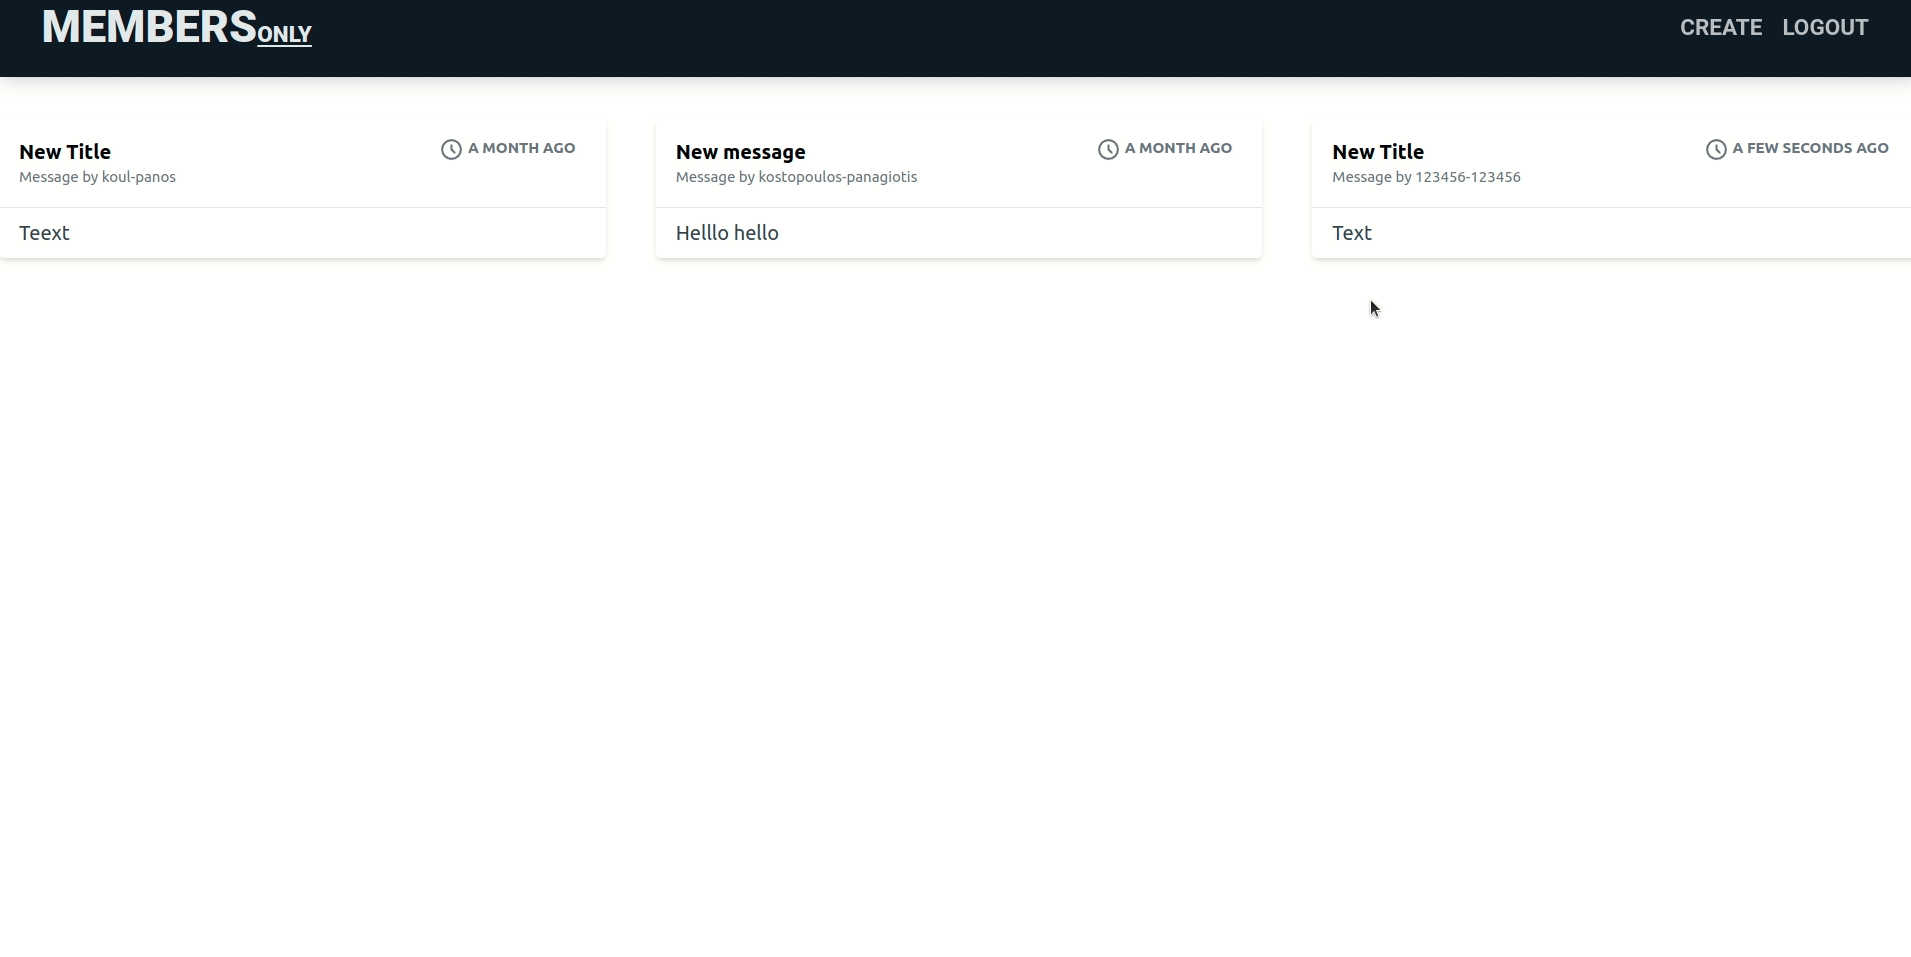 MEMBERSONLY
CREATE LOGOUT
New Title
A MONTH AGO
Message by koul-panos
Teext
New message
A MONTH AGO
Message by kostopoulos-panagiotis
Helllo hello
New Title
A FEW SECONDS AGO
Message by 123456-123456
Text